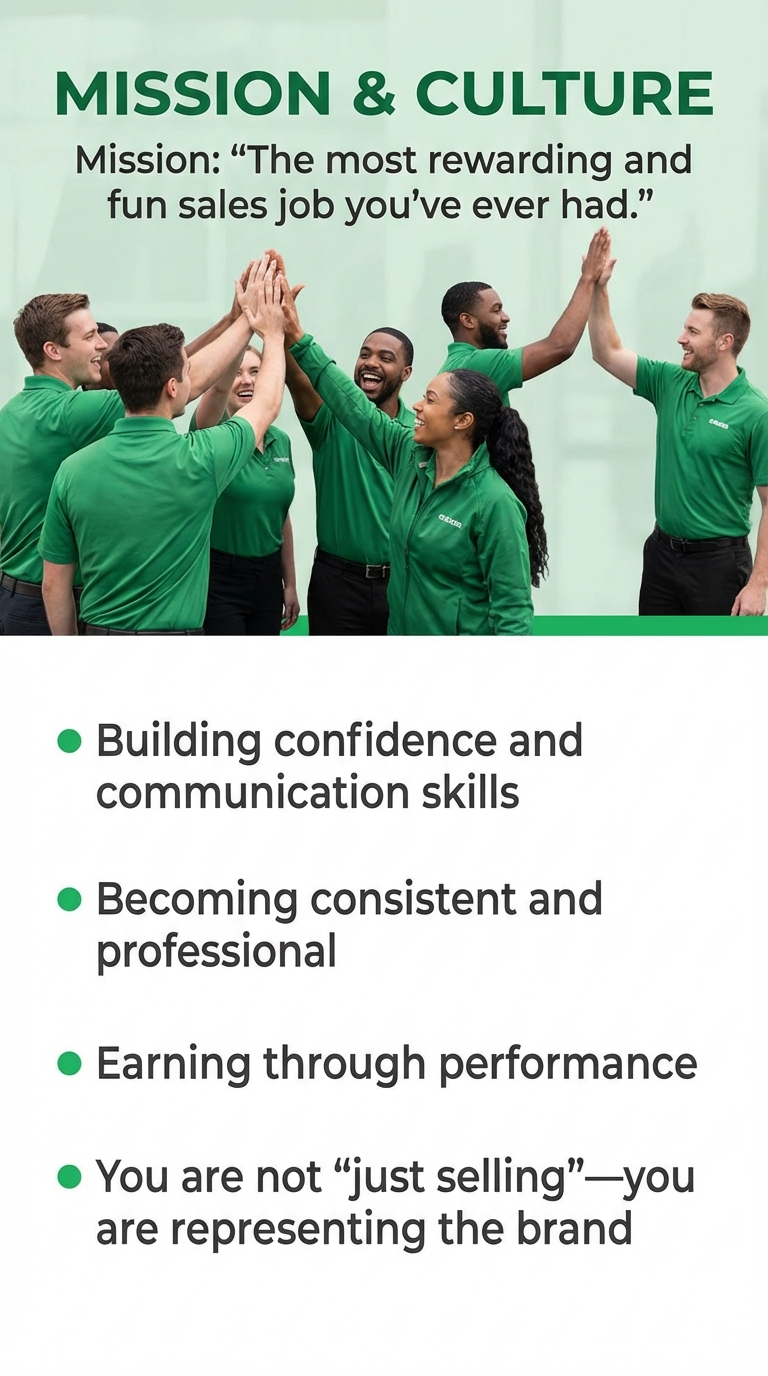 MISSION & CULTURE
Mission: “The most rewarding and
fun sales job you’ve ever had.”
• Building confidence and
communication skills
• Becoming consistent and
professional
• Earning through performance
• You are not “just selling”—you
are representing the brand